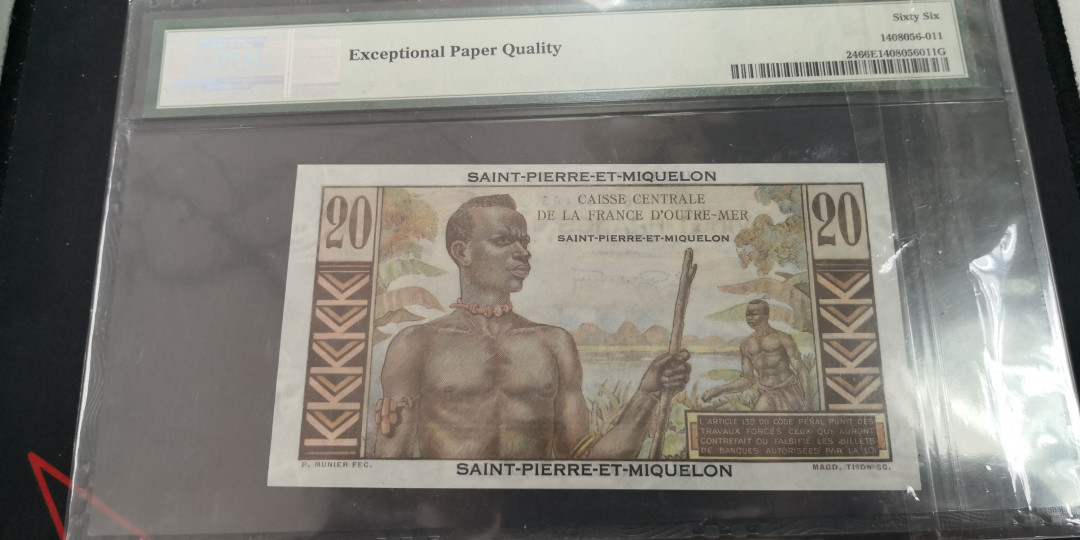 Sixty Six
Exceptional Paper Quality
1408056-011
2466E1408056011G
SAINT-PIERRE-ET-MIQUELON
20
CAISSE CENTRALE
DE LA FRANCE D'OUTRE-MER
SAINT-PIERRE-ET-MIQUELON
20
L'ARTICLE 139 DU CODE PENAL PUNIT DES
TRAVAUX FORCÉS CEUX QUI AURONT
CONTREFAIT OU FALSIFIÉ LES BILLETS
DE BANQUES AUTORISÉES PAR LA LOI
P. MUNIER FEC.
SAINT-PIERRE-ET-MIQUELON
MAGD. TISON SC.